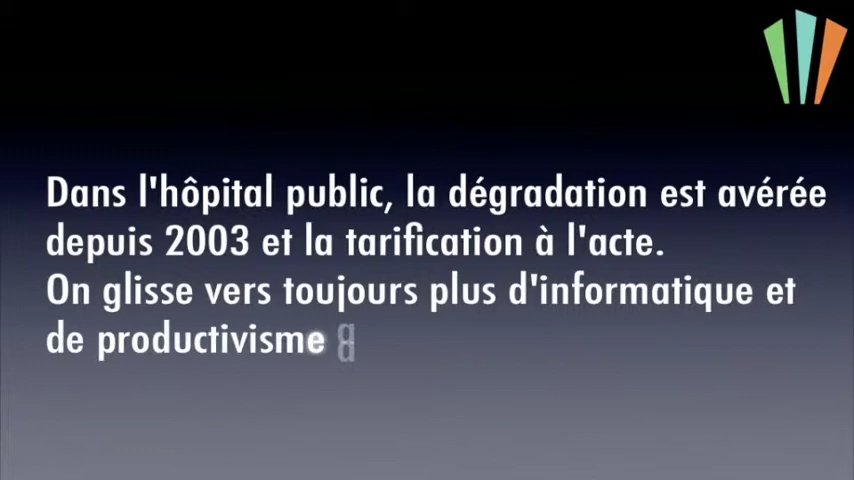 Dans l'hôpital public, la dégradation est avérée
depuis 2003 et la tarification à l'acte.
On glisse vers toujours plus d'informatique et
de productivisme